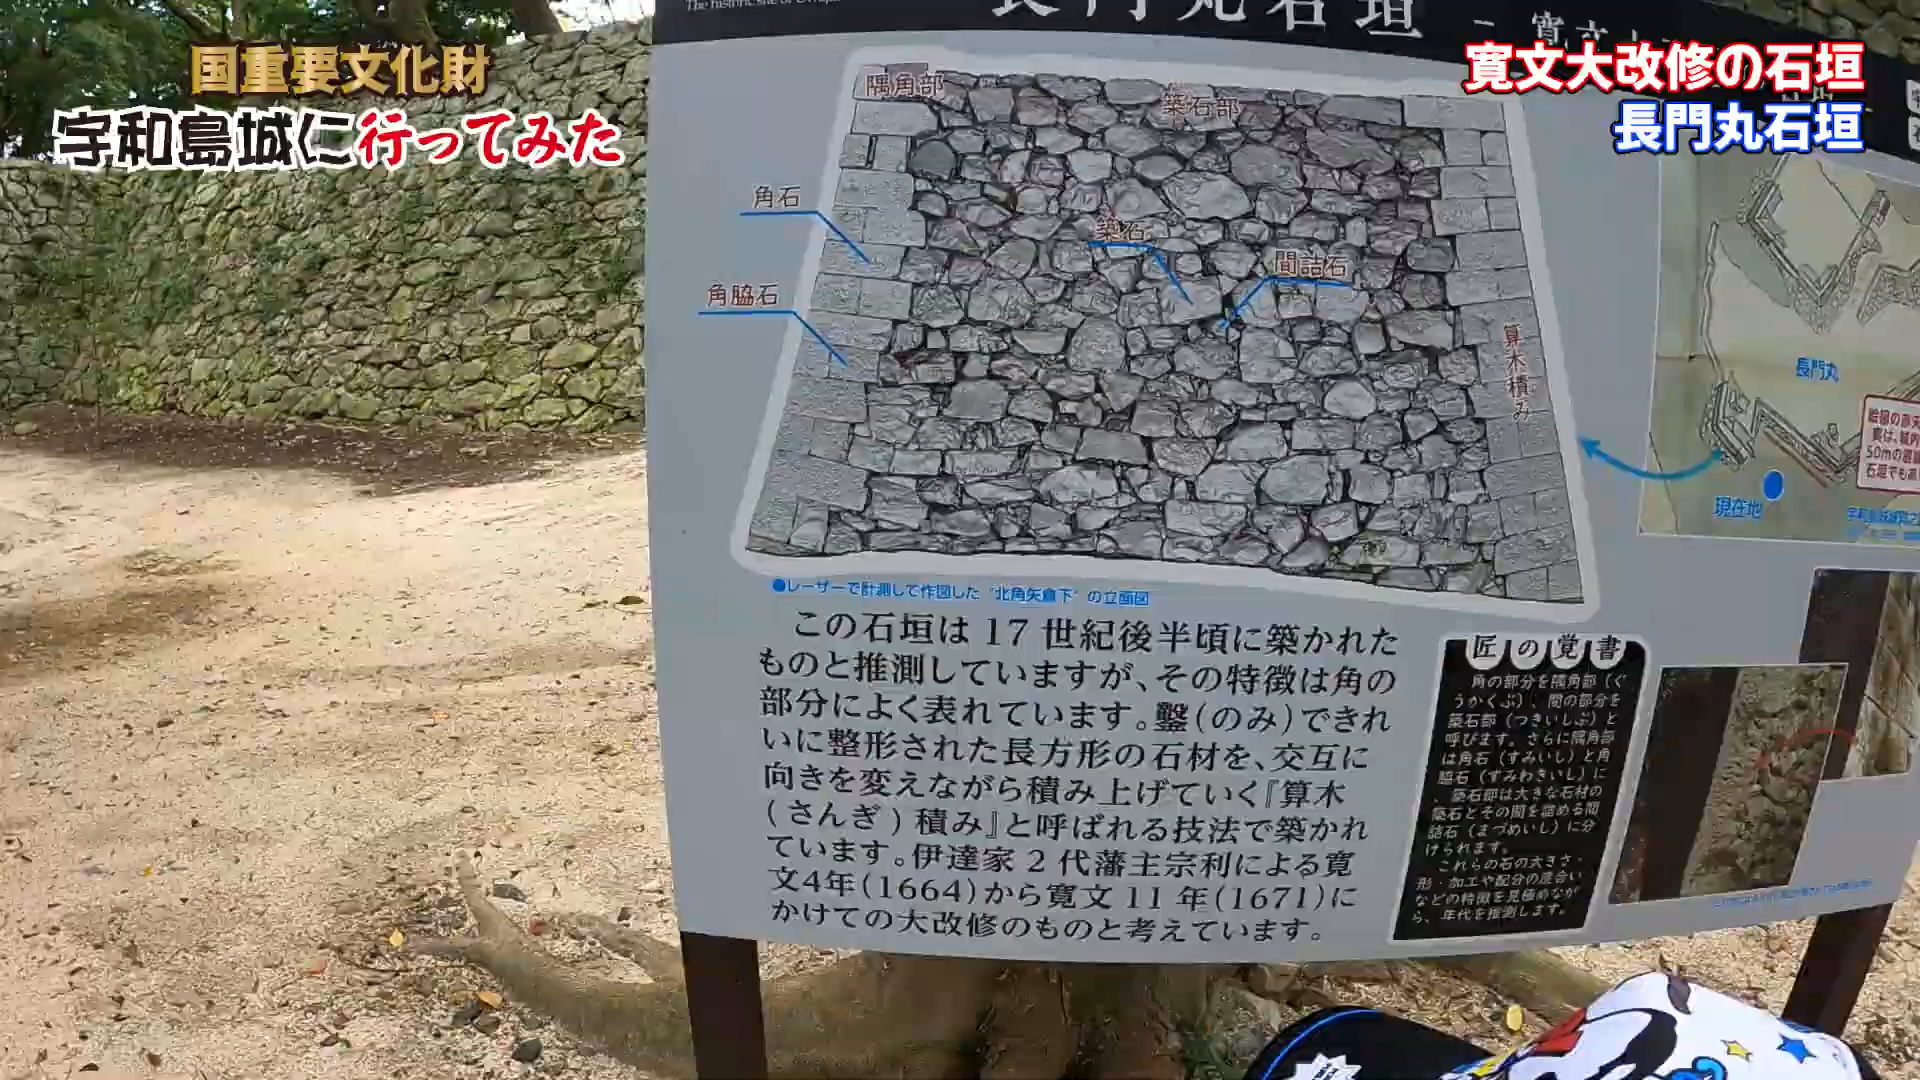 国重要文化財
宇和島城に行ってみた
寛文大改修の石垣
長門丸石垣
長門丸石垣
隅角部
築石部
角石
築石
間詰石
角脇石
算木積み
長門丸
現在地
●レーザーで計測して作図した“北角矢倉下”の立面図
この石垣は17世紀後半頃に築かれた
ものと推測していますが、その特徴は角の
部分によく表れています。鑿(のみ)できれ
いに整形された長方形の石材を、交互に
向きを変えながら積み上げていく『算木
(さんぎ)積み』と呼ばれる技法で築かれ
ています。伊達家2代藩主宗利による寛
文4年(1664)から寛文11年(1671)に
かけての大改修のものと考えています。
匠の覚書
角の部分を隅角部(ぐ
うかくぶ)、間の部分を
築石部(つきいしぶ)と
呼びます。さらに隅角部
は角石(すみいし)と角
脇石(すみわきいし)に
、築石部は大きな石材の
築石とその間を詰める間
詰石(まづめいし)に分
けられます。
これらの石の大きさ・
形・加工や配分の度合い
などの特徴を見極めなが
ら、年代を推測します。